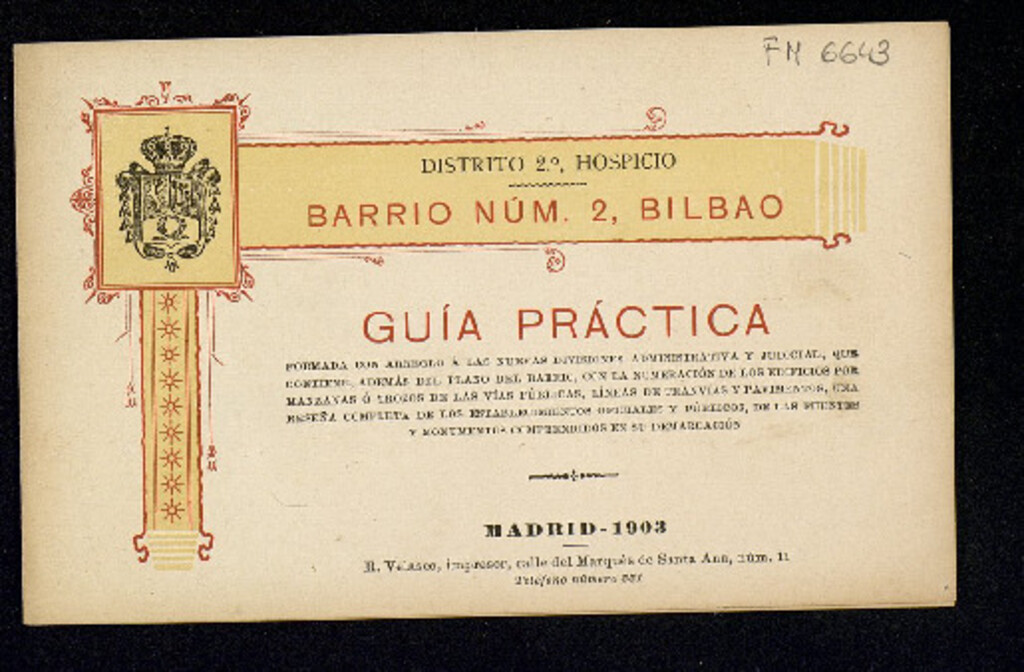 FM 6643
DISTRITO 2.º, HOSPICIO
BARRIO NÚM. 2, BILBAO
GUÍA PRÁCTICA
FORMADA CON ARREGLO Á LAS NUEVAS DIVISIONES ADMINISTRATIVA Y JUDICIAL, QUE
CONTIENE, ADEMÁS DEL PLANO DEL BARRIO, CON LA NUMERACIÓN DE LOS EDIFICIOS POR
MANZANAS Ó TROZOS DE LAS VÍAS PÚBLICAS, LÍNEAS DE TRANVÍAS Y PAVIMENTOS, UNA
RESEÑA COMPLETA DE LOS ESTABLECIMIENTOS OFICIALES Y PÚBLICOS, DE LAS FUENTES
Y MONUMENTOS COMPRENDIDOS EN SU DEMARCACIÓN
MADRID-1903
R. Velasco, impresor, calle del Marqués de Santa Ana, núm. 11
Teléfono número 551